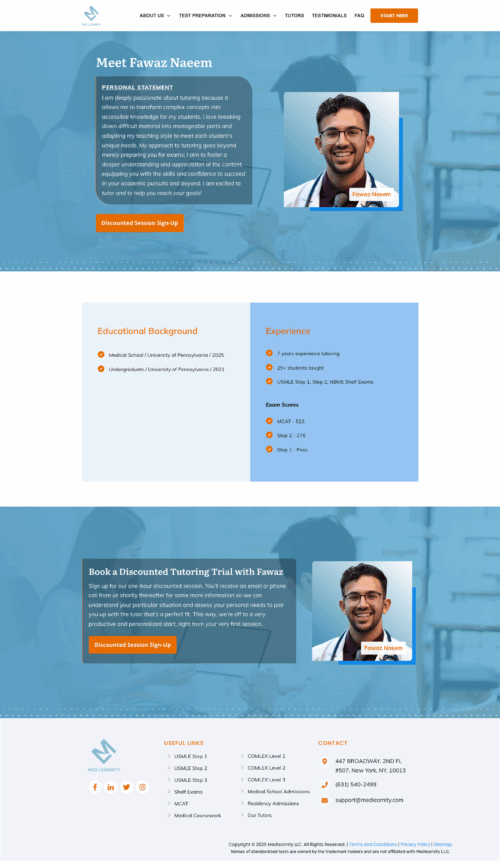 MEDLEARNITY
ABOUT US
TEST PREPARATION
ADMISSIONS
TUTORS
TESTIMONIALS
FAQ
START HERE
Meet Fawaz Naeem
PERSONAL STATEMENT
I am deeply passionate about tutoring because it
allows me to transform complex concepts into
accessible knowledge for my students. I love breaking
down difficult material into manageable parts and
adapting my teaching style to meet each student's
unique needs. My approach to tutoring goes beyond
merely preparing you for exams; I aim to foster a
deeper understanding and appreciation of the content,
equipping you with the skills and confidence to succeed
in your academic pursuits and beyond. I am excited to
tutor and to help you reach your goals!
Fawaz Naeem
Discounted Session Sign-Up
Educational Background
Medical School / University of Pennsylvania / 2025
Undergraduate / University of Pennsylvania / 2021
Experience
7 years experience tutoring
25+ students taught
USMLE Step 1, Step 2, NBME Shelf Exams
Exam Scores
MCAT - 523
Step 2 - 276
Step 1 - Pass
Book a Discounted Tutoring Trial with Fawaz
Sign up for our one-hour discounted session. You'll receive an email or phone
call from us shortly thereafter for some more information so we can
understand your particular situation and assess your personal needs to pair
you up with the tutor that's a perfect fit. This way, we're off to a very
productive and personalized start, right from your very first session.
Discounted Session Sign-Up
Fawaz Naeem
MEDLEARNITY
USEFUL LINKS
USMLE Step 1
USMLE Step 2
USMLE Step 3
Shelf Exams
MCAT
Medical Coursework
COMLEX Level 1
COMLEX Level 2
COMLEX Level 3
Medical School Admissions
Residency Admissions
Our Tutors
CONTACT
447 BROADWAY, 2ND FL
#507, New York, NY, 10013
(631) 540-2499
support@medlearnity.com
Copyright © 2025 Medlearnity LLC. All Rights Reserved. | Terms and Conditions | Privacy Policy | Sitemap
Names of standardized tests are owned by the trademark holders and are not affiliated with Medlearnity LLC.